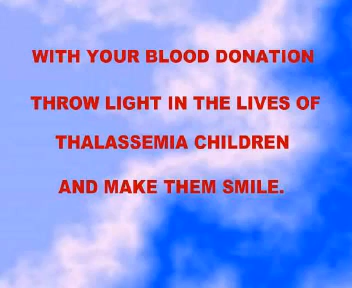 WITH YOUR BLOOD DONATION
THROW LIGHT IN THE LIVES OF
THALASSEMIA CHILDREN
AND MAKE THEM SMILE.